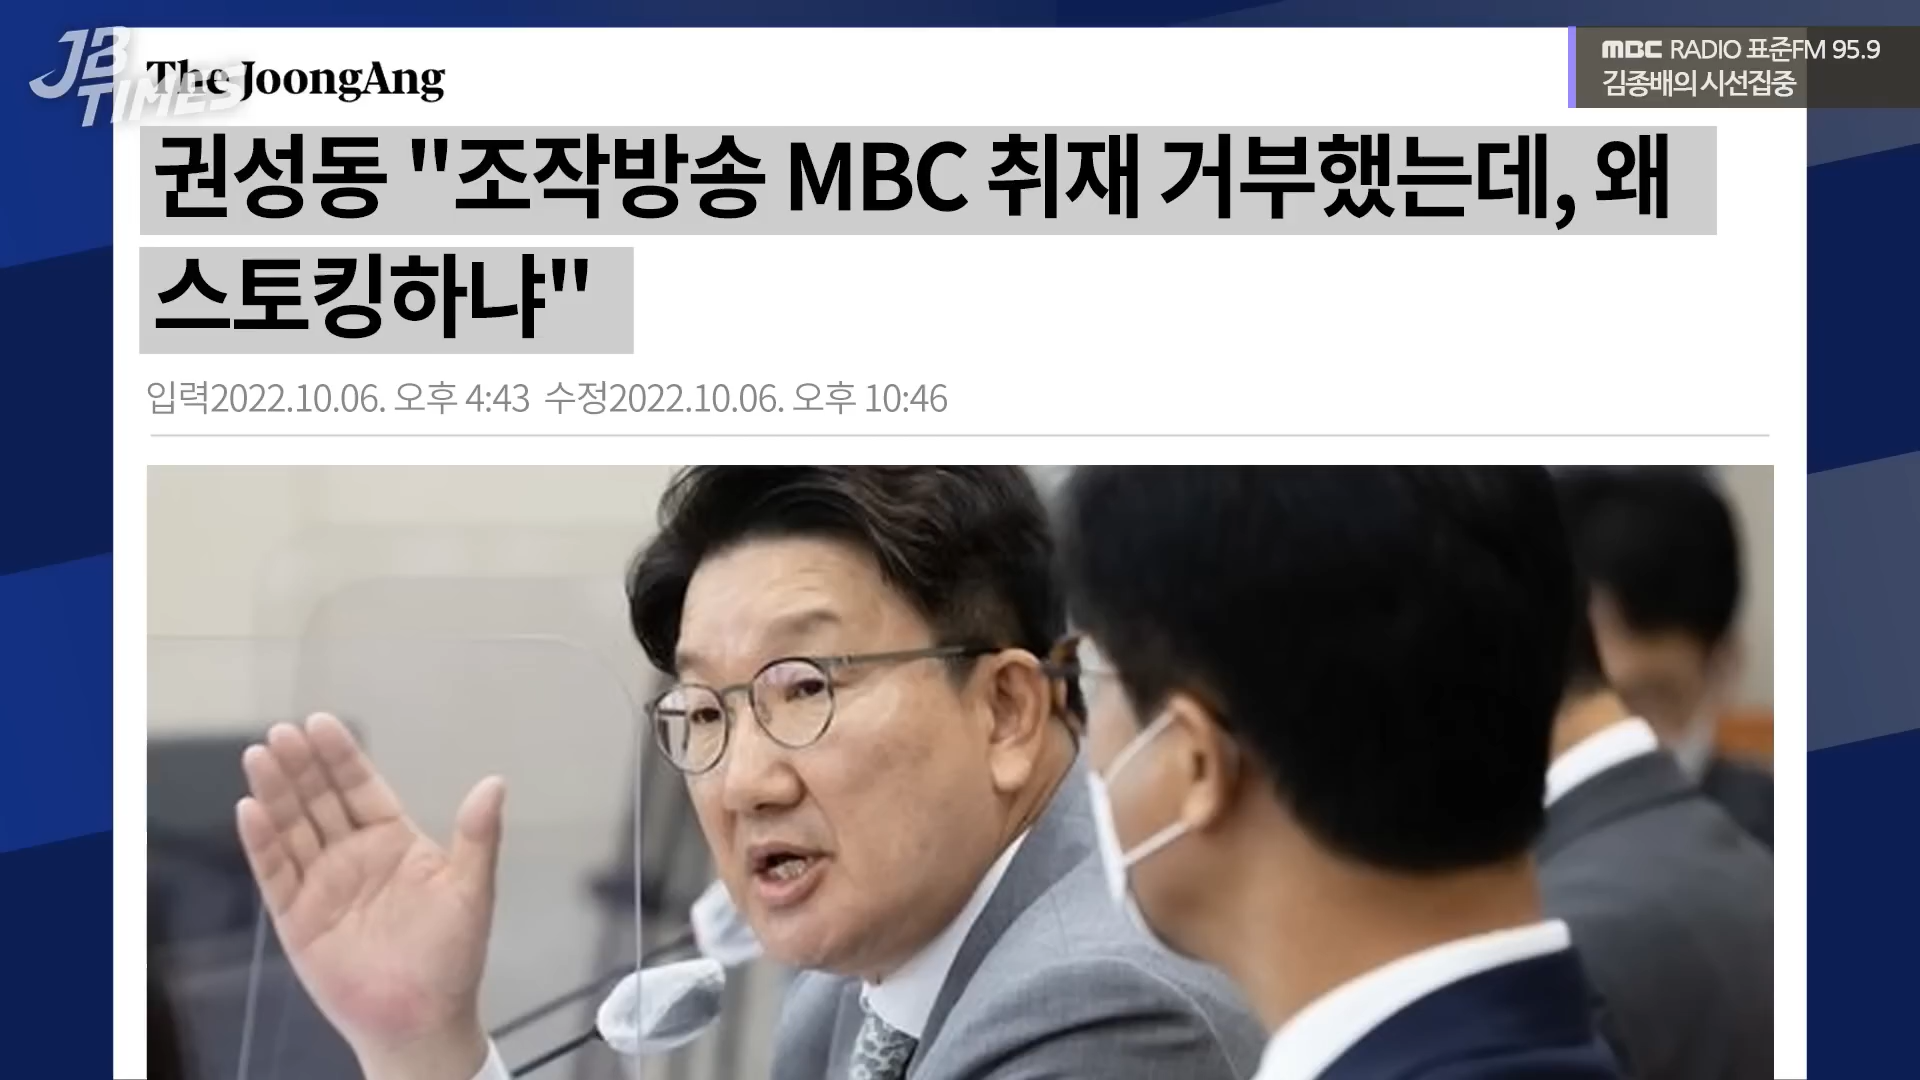 JB
TIMES
The JoongAng
MBC RADIO 표준FM 95.9
김종배의 시선집중
권성동 "조작방송 MBC 취재 거부했는데, 왜
스토킹하냐"
입력2022.10.06. 오후 4:43 수정2022.10.06. 오후 10:46